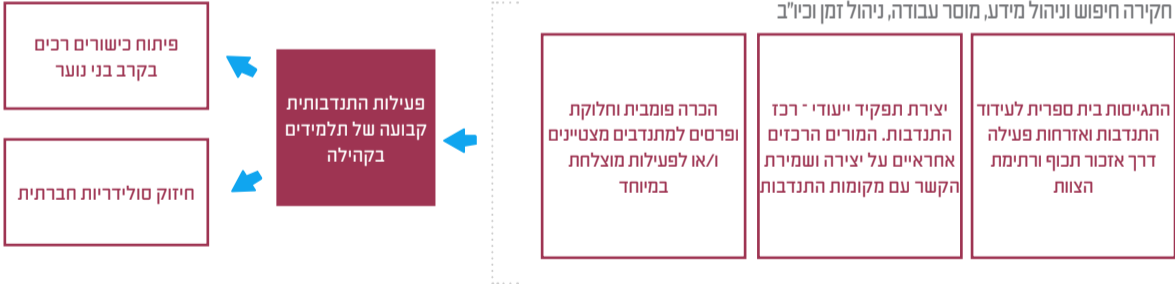 חקירה חיפוש וניהול מידע, מוסר עבודה, ניהול זמן וכיו"ב
התגייסות בית ספרית לעידוד
התנדבות ואזרחות פעילה
דרך אזכור תכוף ורתימת
הצוות
יצירת תפקיד ייעודי - רכז
התנדבות. המורים הרכזים
אחראיים על יצירה ושמירת
הקשר עם מקומות התנדבות
הכרה פומבית וחלוקת
ופרסים למתנדבים מצטיינים
ו/או לפעילות מוצלחת
במיוחד
פעילות התנדבותית
קבועה של תלמידים
בקהילה
פיתוח כישורים רכים
בקרב בני נוער
חיזוק סולידריות חברתית